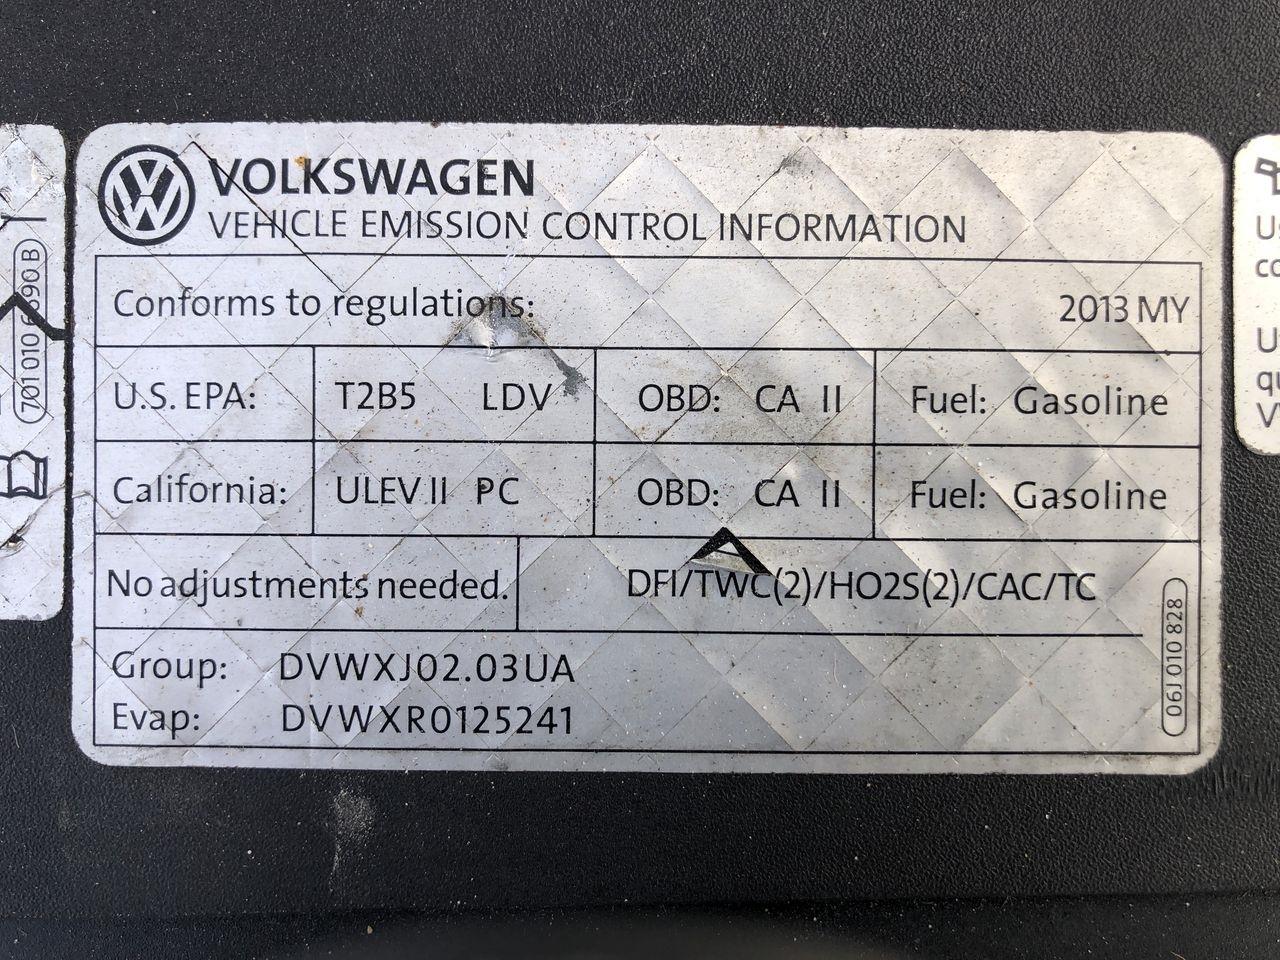 VOLKSWAGEN
VEHICLE EMISSION CONTROL INFORMATION
Conforms to regulations: 2013 MY
U.S. EPA: T2B5 LDV OBD: CA II Fuel: Gasoline
California: ULEV II PC OBD: CA II Fuel: Gasoline
No adjustments needed. DFI/TWC(2)/HO2S(2)/CAC/TC
Group: DVWXJ02.03UA
Evap: DVWXR0125241
06J 010 828